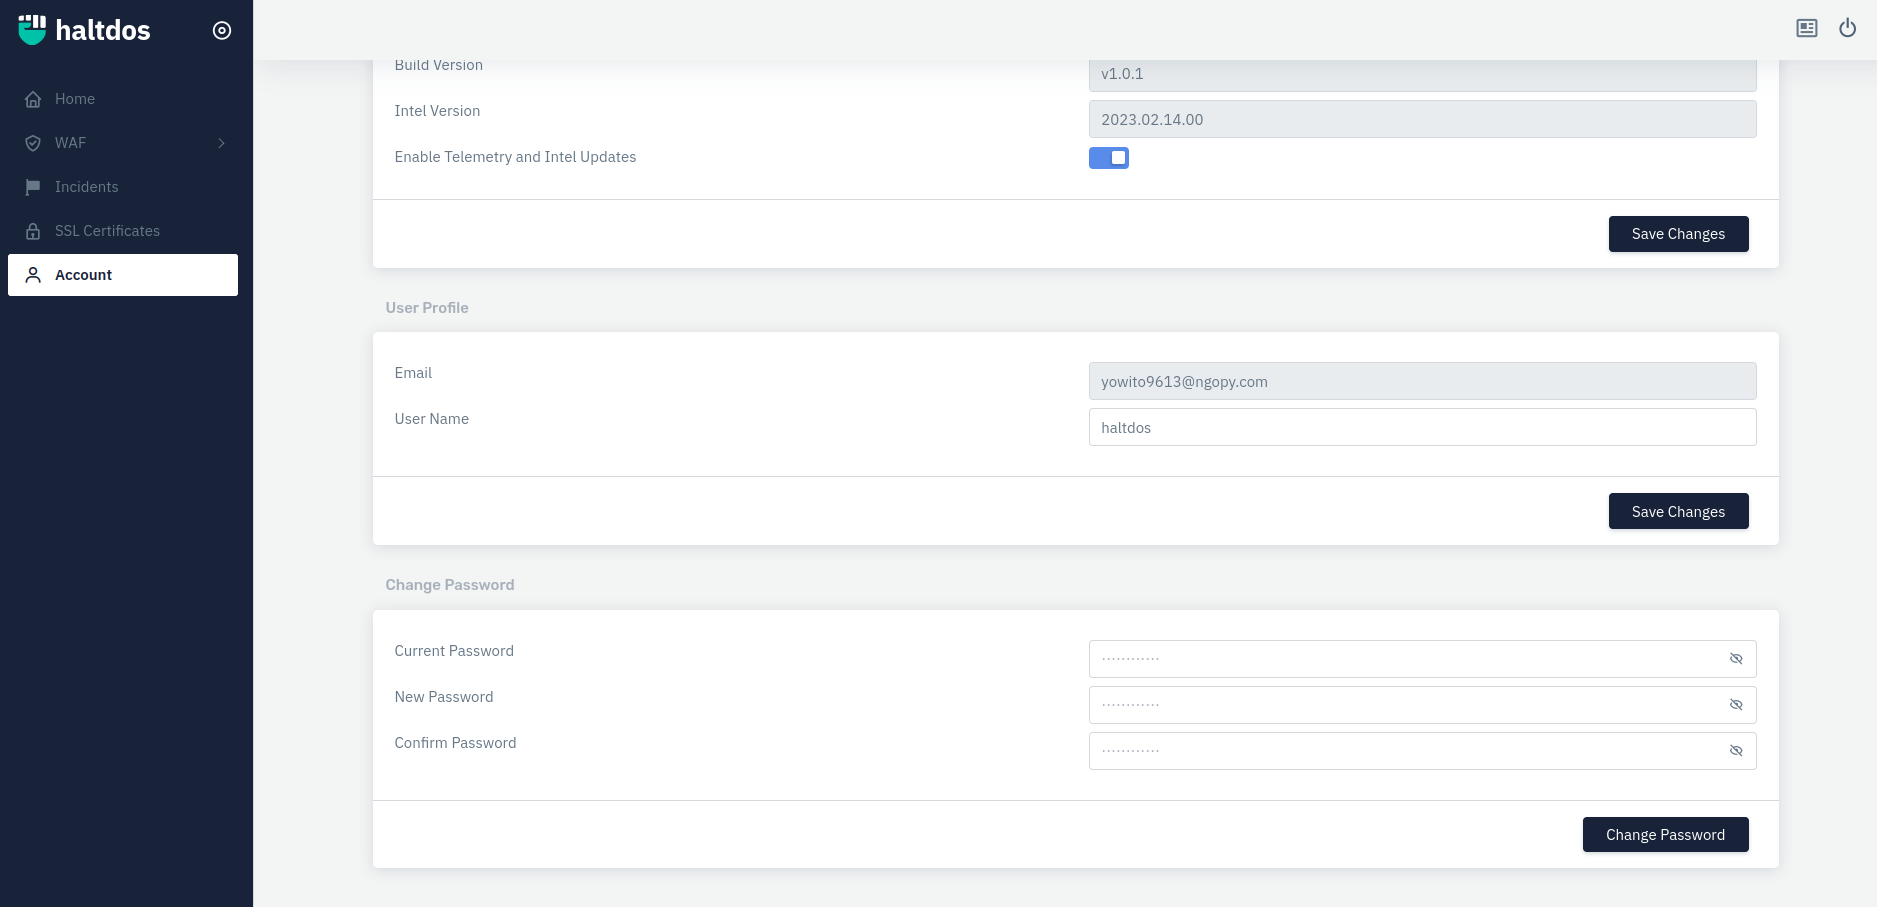 haltdos
Home
WAF
Incidents
SSL Certificates
Account
Build Version
v1.0.1
Intel Version
2023.02.14.00
Enable Telemetry and Intel Updates
Save Changes
User Profile
Email
yowito9613@ngopy.com
User Name
haltdos
Save Changes
Change Password
Current Password
············
New Password
············
Confirm Password
············
Change Password